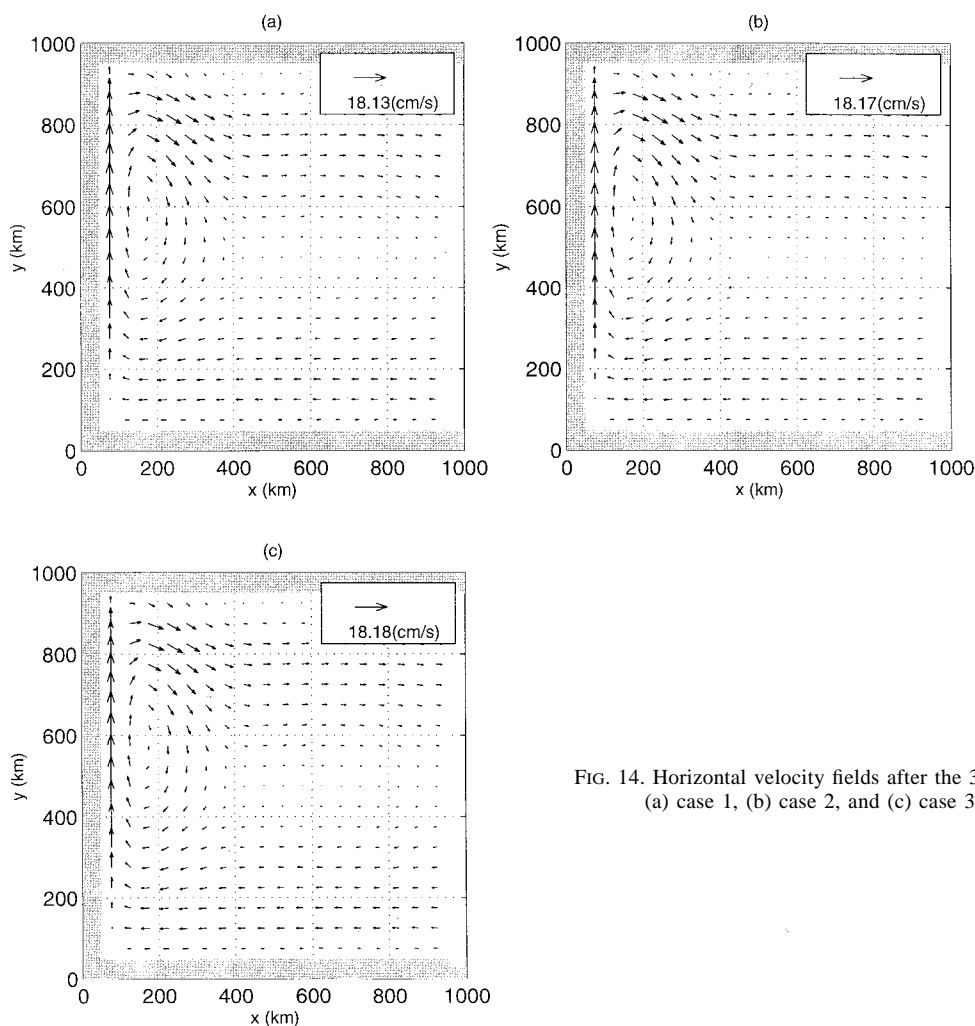 (a)
1000
800
600
400
200
0
y (km)
18.13(cm/s)
0 200 400 600 800 1000
x (km)
(b)
1000
800
600
400
200
0
y (km)
18.17(cm/s)
0 200 400 600 800 1000
x (km)
(c)
1000
800
600
400
200
0
y (km)
18.18(cm/s)
0 200 400 600 800 1000
x (km)
FIG. 14. Horizontal velocity fields after the 3
(a) case 1, (b) case 2, and (c) case 3